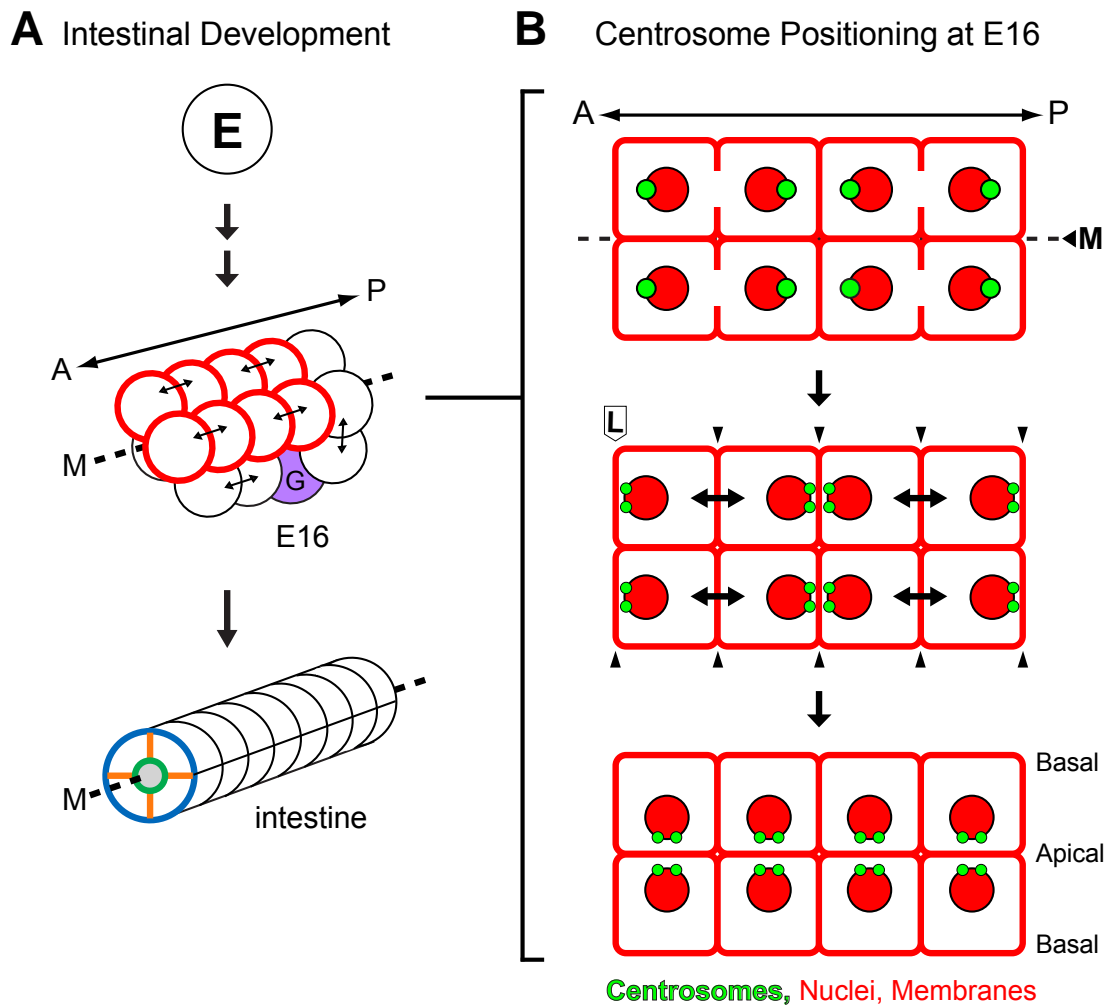 A Intestinal Development
E
A
P
M
G
E16
M
intestine
B Centrosome Positioning at E16
A
P
M
L
Basal
Apical
Basal
Centrosomes, Nuclei, Membranes